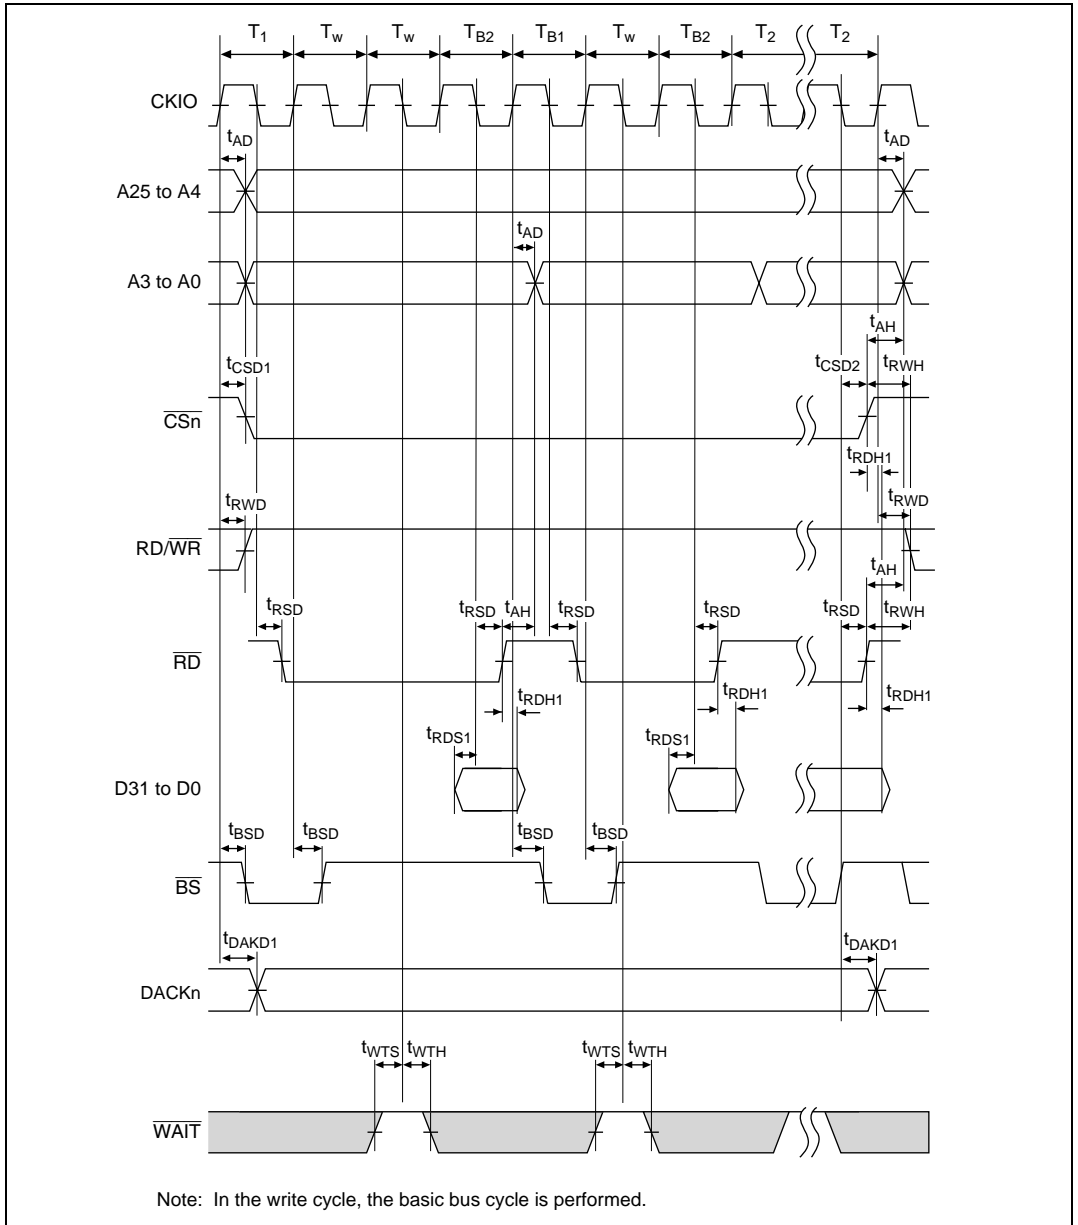 T1 Tw Tw TB2 TB1 Tw TB2 T2 T2
CKIO
tAD tAD
A25 to A4
tAD
A3 to A0
tAH
tCSD1 tCSD2 tRWH
CSn
tRDH1
tRWD tRWD
RD/WR
tAH
tRSD tRSD tAH tRSD tRSD tRSD tRWH
RD
tRDH1 tRDH1 tRDH1
tRDS1 tRDS1
D31 to D0
tBSD tBSD tBSD tBSD
BS
tDAKD1 tDAKD1
DACKn
tWTS tWTH tWTS tWTH
WAIT
Note: In the write cycle, the basic bus cycle is performed.